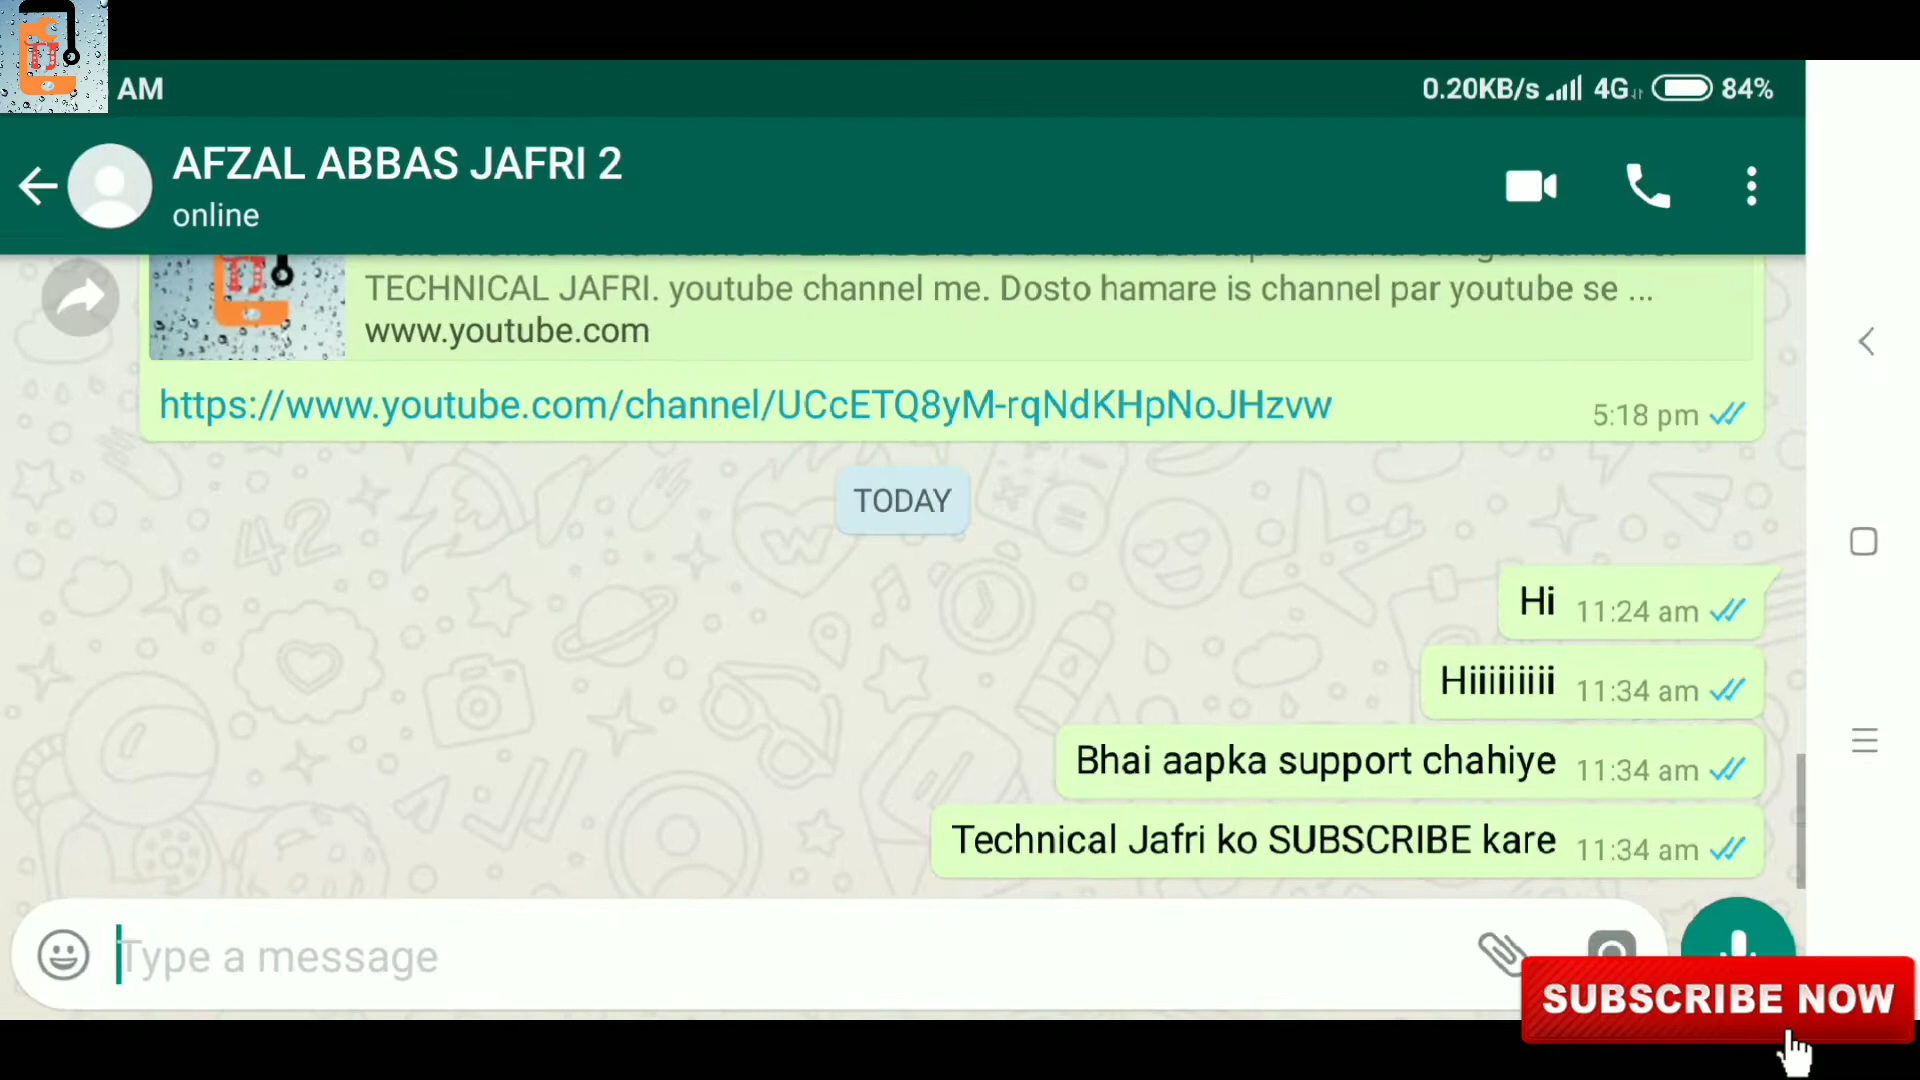 TJ
AM
0.20KB/s 4G 84%
AFZAL ABBAS JAFRI 2
online
TJ
TECHNICAL JAFRI. youtube channel me. Dosto hamare is channel par youtube se ...
www.youtube.com
https://www.youtube.com/channel/UCcETQ8yM-rqNdKHpNoJHzvw
5:18 pm
TODAY
Hi 11:24 am
Hiiiiiiiii 11:34 am
Bhai aapka support chahiye 11:34 am
Technical Jafri ko SUBSCRIBE kare 11:34 am
Type a message
SUBSCRIBE NOW